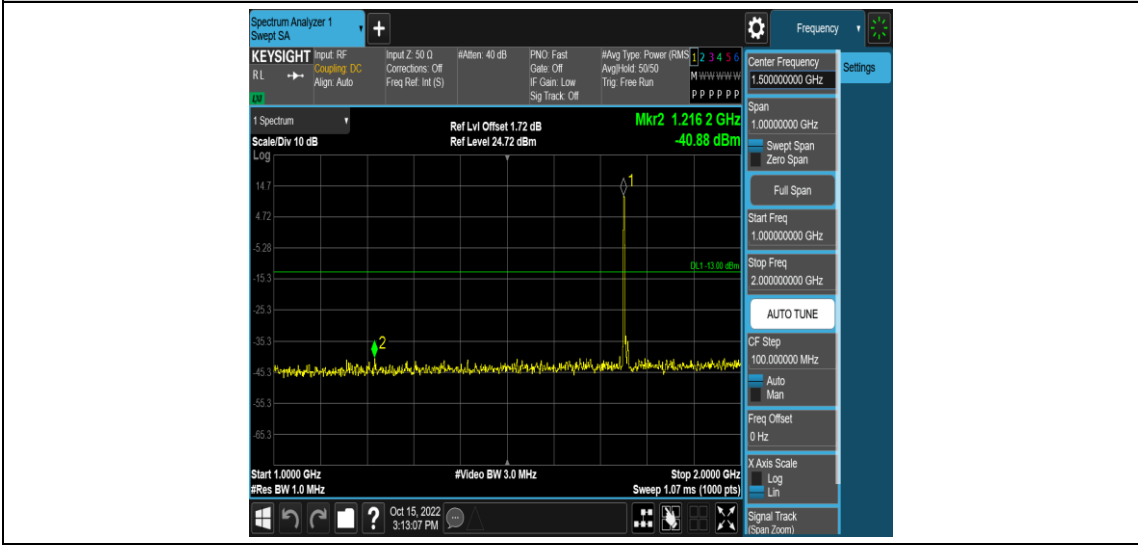 Spectrum Analyzer 1
Swept SA
+
Frequency
KEYSIGHT
RL
Input: RF
Coupling: DC
Align: Auto
Input Z: 50 Ω
Corrections: Off
Freq Ref: Int (S)
#Atten: 40 dB
PNO: Fast
Gate: Off
IF Gain: Low
Sig Track: Off
#Avg Type: Power (RMS
Avg|Hold: 50/50
Trig: Free Run
1 2 3 4 5 6
M W W W W W
P P P P P P
1 Spectrum
Scale/Div 10 dB
Log
Ref Lvl Offset 1.72 dB
Ref Level 24.72 dBm
Mkr2 1.216 2 GHz
-40.88 dBm
14.7
4.72
-5.28
-15.3
-25.3
-35.3
-45.3
-55.3
-65.3
1
DL1 -13.00 dBm
2
Start 1.0000 GHz
#Res BW 1.0 MHz
#Video BW 3.0 MHz
Stop 2.0000 GHz
Sweep 1.07 ms (1000 pts)
?
Oct 15, 2022
3:13:07 PM
Center Frequency
1.500000000 GHz
Span
1.00000000 GHz
Swept Span
Zero Span
Full Span
Start Freq
1.000000000 GHz
Stop Freq
2.000000000 GHz
AUTO TUNE
CF Step
100.000000 MHz
Auto
Man
Freq Offset
0 Hz
X Axis Scale
Log
Lin
Signal Track
(Span Zoom)
Settings